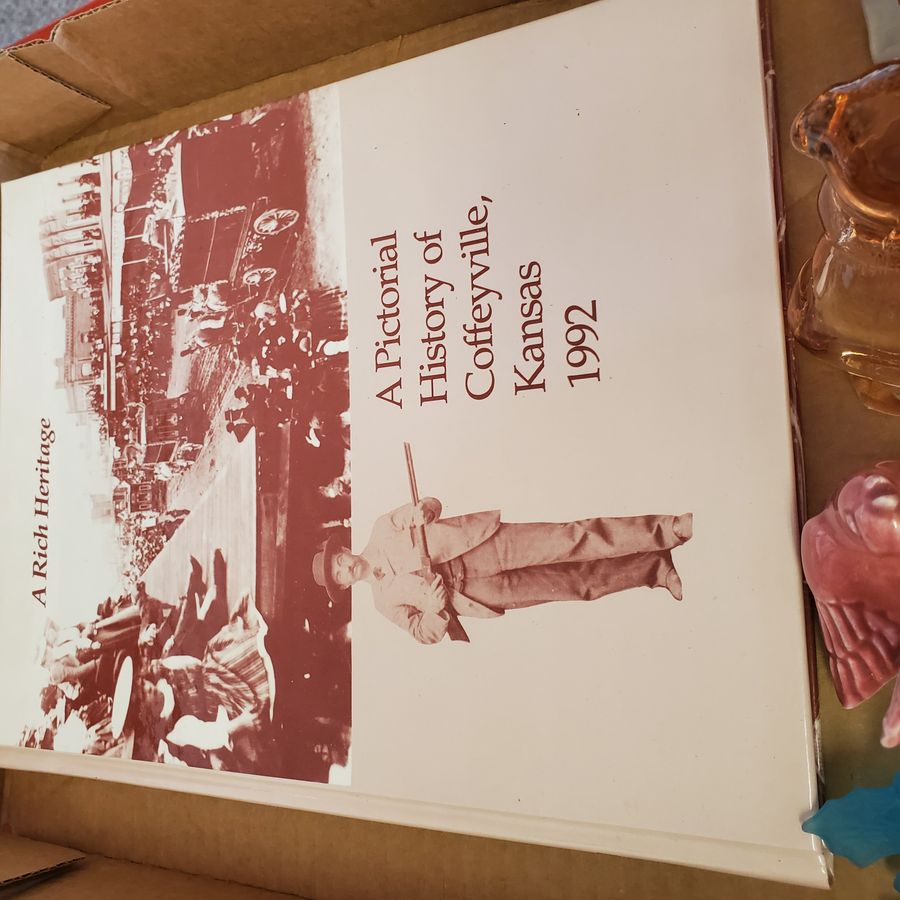 A Rich Heritage
A Pictorial
History of
Coffeyville,
Kansas
1992